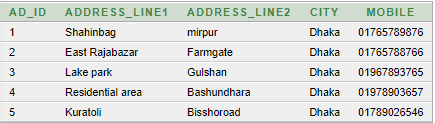 AD_ID ADDRESS_LINE1 ADDRESS_LINE2 CITY MOBILE
1 Shahinbag mirpur Dhaka 01765789876
2 East Rajabazar Farmgate Dhaka 01765788766
3 Lake park Gulshan Dhaka 01967893765
4 Residential area Bashundhara Dhaka 01978903657
5 Kuratoli Bisshoroad Dhaka 01789026546